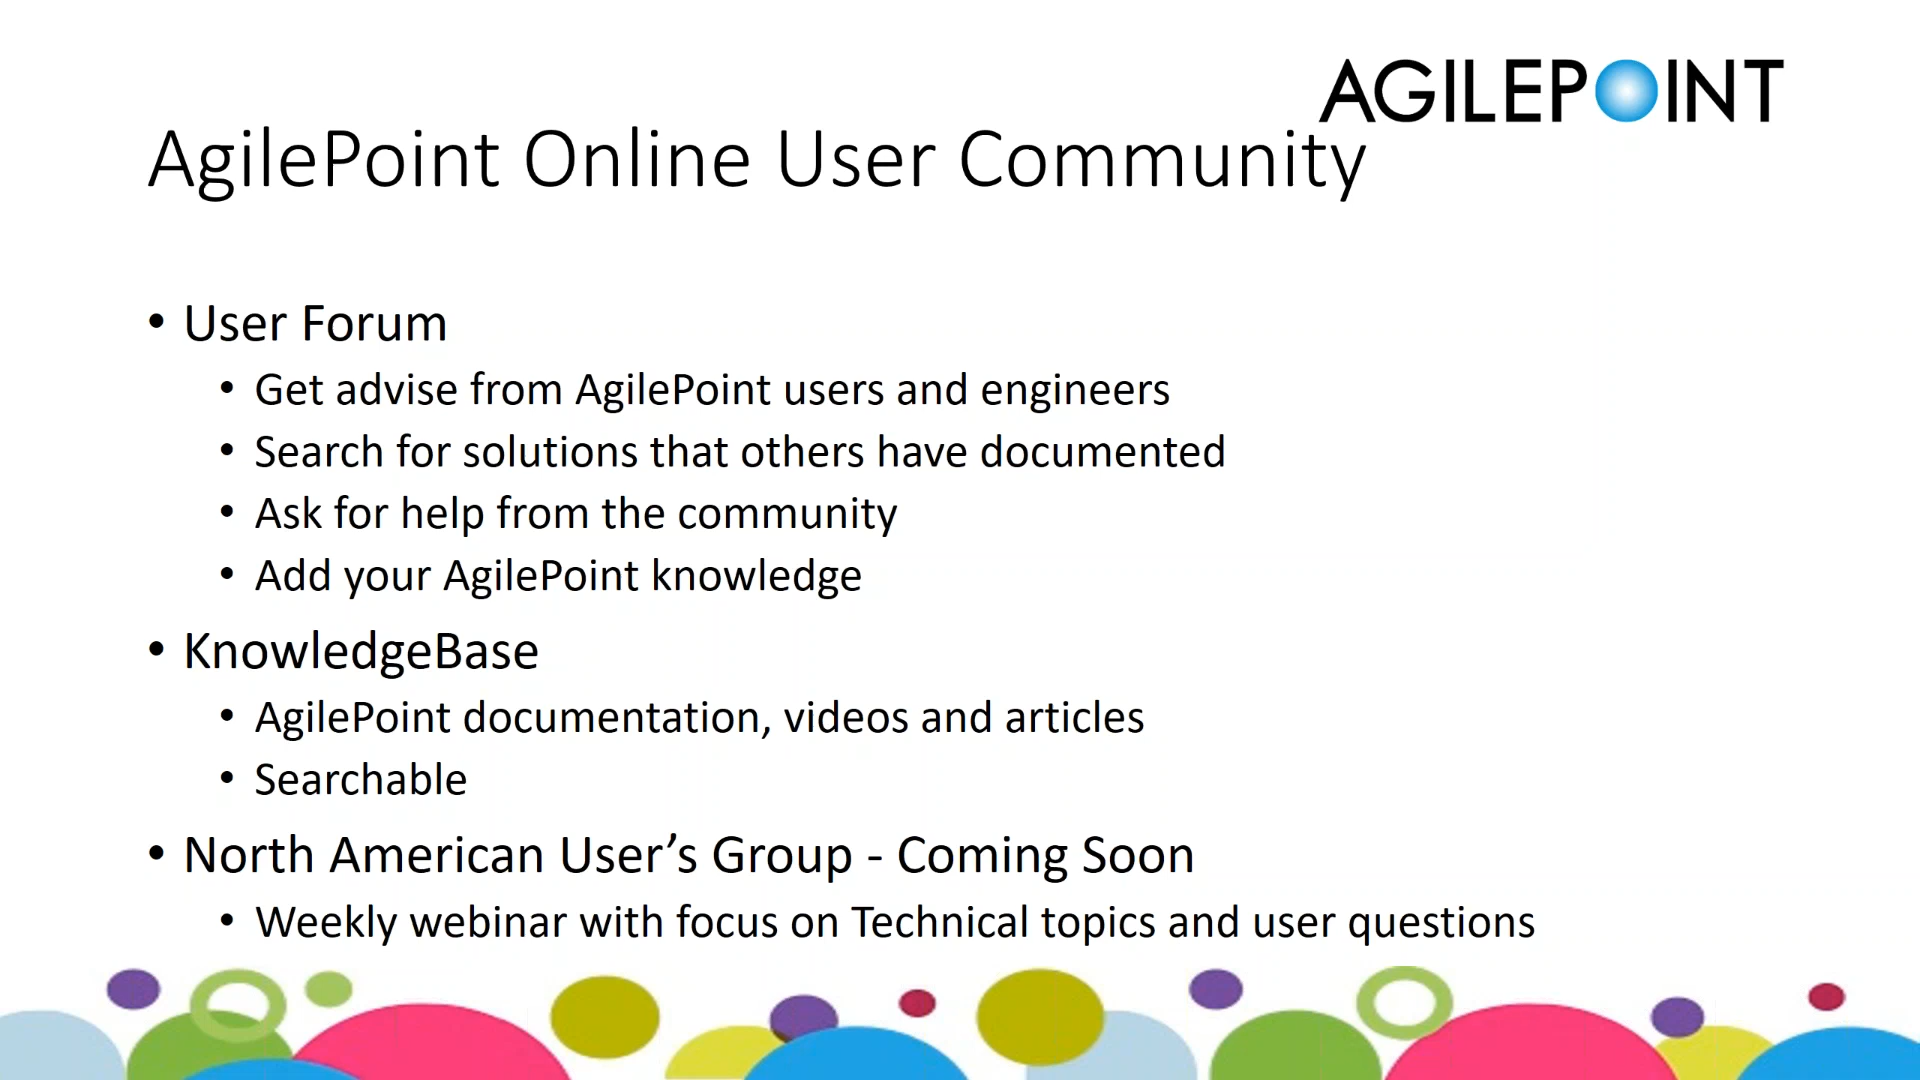 AGILEPOINT
AgilePoint Online User Community
• User Forum
• Get advise from AgilePoint users and engineers
• Search for solutions that others have documented
• Ask for help from the community
• Add your AgilePoint knowledge
• KnowledgeBase
• AgilePoint documentation, videos and articles
• Searchable
• North American User’s Group - Coming Soon
• Weekly webinar with focus on Technical topics and user questions